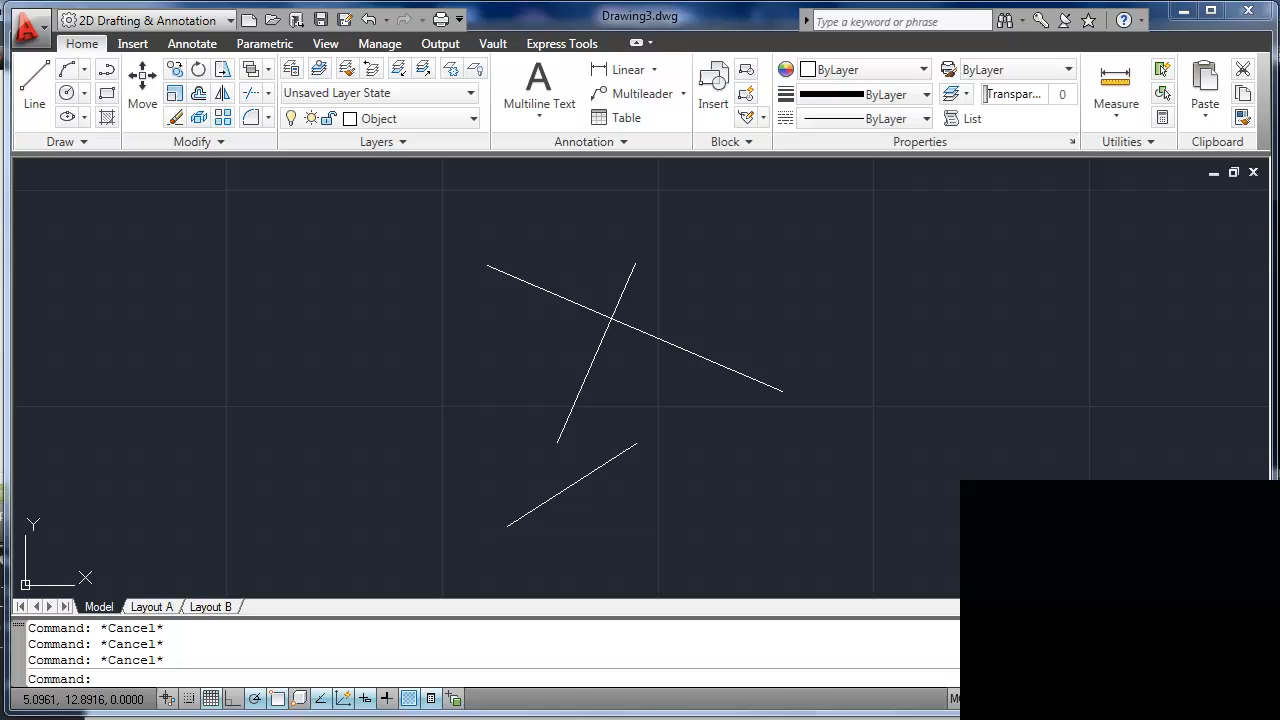 2D Drafting & Annotation
Drawing3.dwg
Type a keyword or phrase
Home Insert Annotate Parametric View Manage Output Vault Express Tools
Line
Move
Unsaved Layer State
Object
Multiline Text
Linear
Multileader
Table
Insert
ByLayer
ByLayer
ByLayer
ByLayer
Transpar... 0
List
Measure
Paste
Draw Modify Layers Annotation Block Properties Utilities Clipboard
Y
X
Model Layout A Layout B
Command: *Cancel*
Command: *Cancel*
Command: *Cancel*
Command:
5.0961, 12.8916, 0.0000